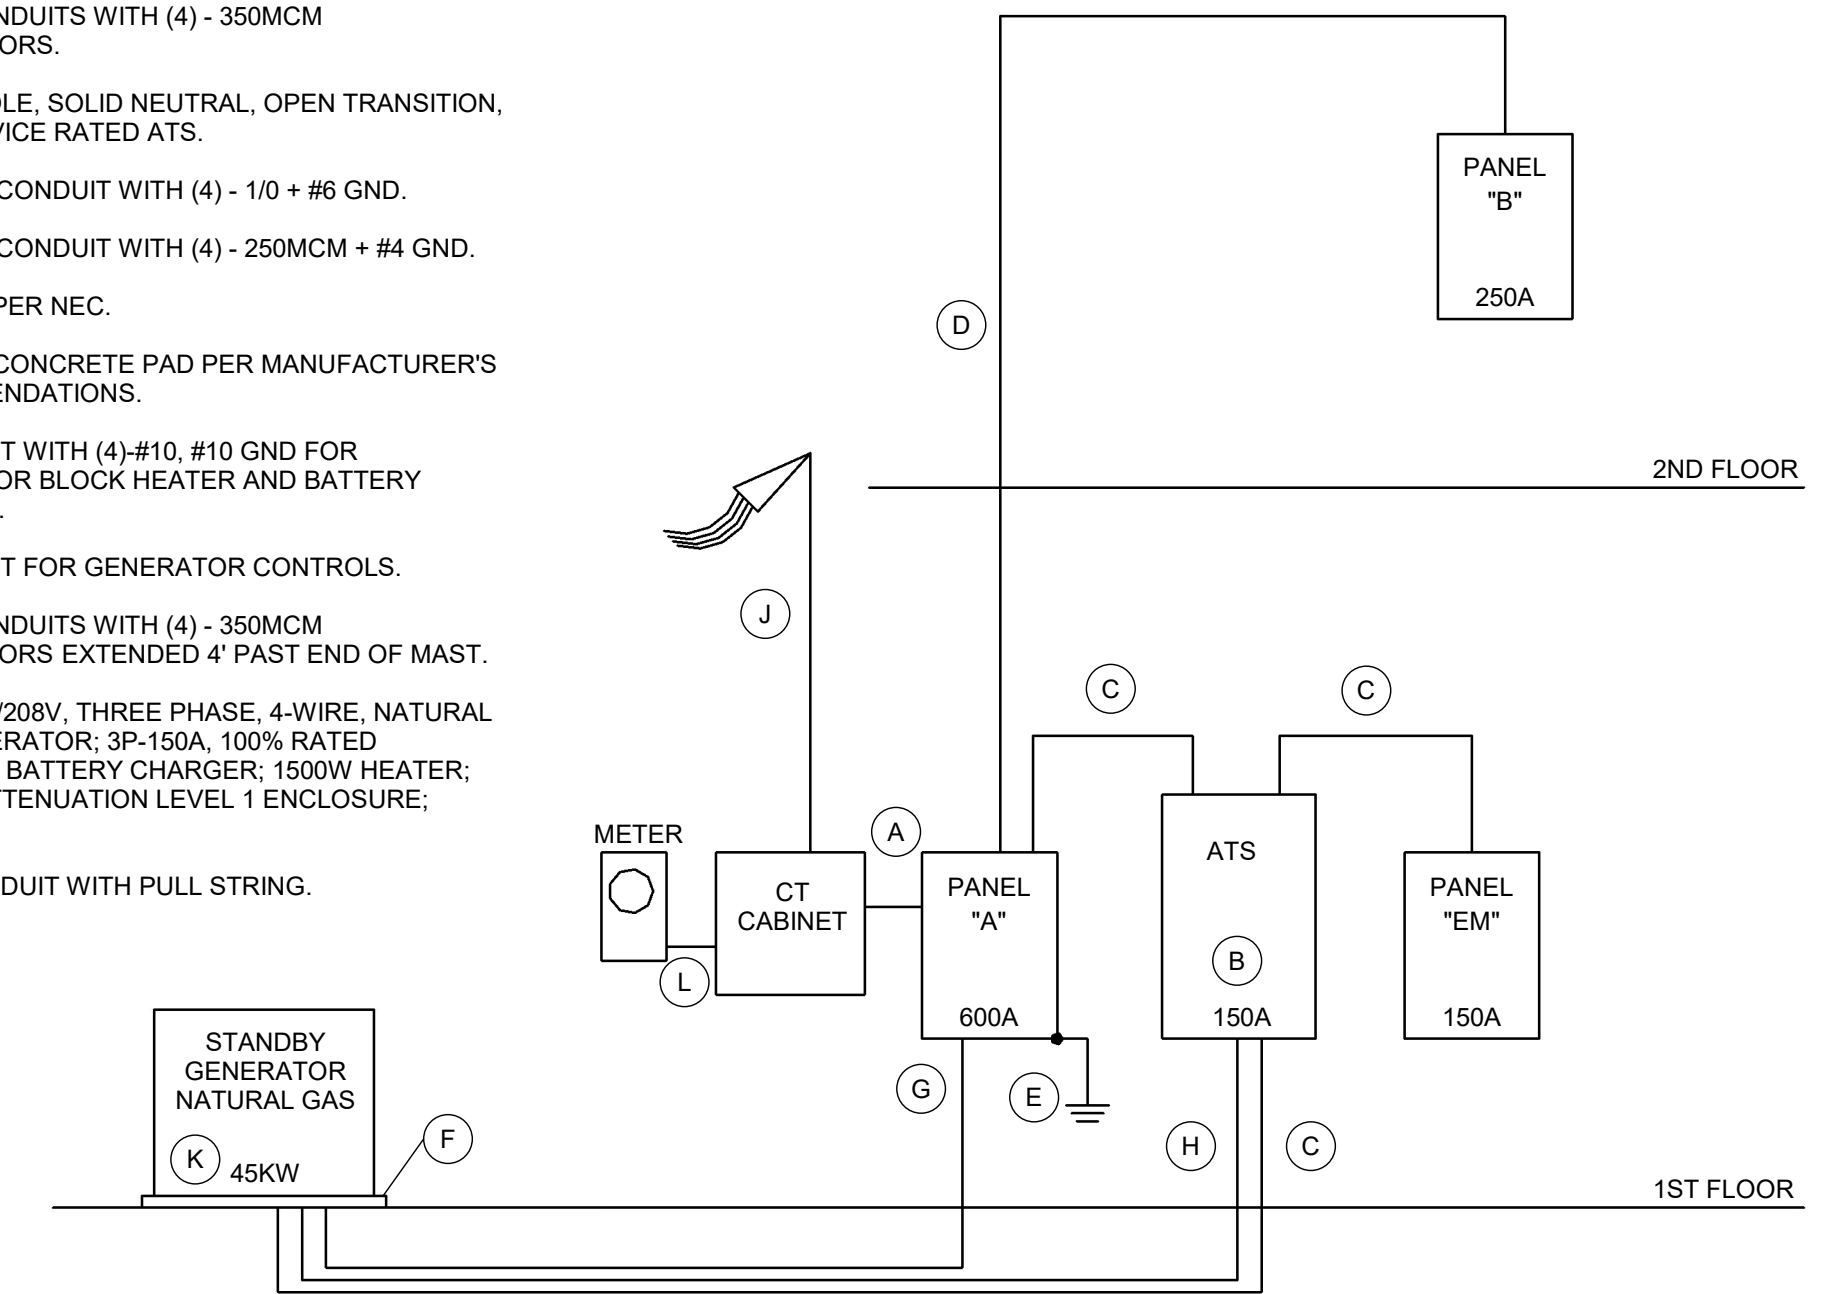 CONDUITS WITH (4) - 350MCM
ORS.
SOLID NEUTRAL, OPEN TRANSITION,
RATED ATS.
CONDUIT WITH (4) - 1/0 + #6 GND.
CONDUIT WITH (4) - 250MCM + #4 GND.
PER NEC.
CONCRETE PAD PER MANUFACTURER'S
ENDATIONS.
T WITH (4)-#10, #10 GND FOR
OR BLOCK HEATER AND BATTERY
.
T FOR GENERATOR CONTROLS.
NDUITS WITH (4) - 350MCM
ORS EXTENDED 4' PAST END OF MAST.
/208V, THREE PHASE, 4-WIRE, NATURAL
ERATOR; 3P-150A, 100% RATED
BATTERY CHARGER; 1500W HEATER;
TTENUATION LEVEL 1 ENCLOSURE;
DUIT WITH PULL STRING.
PANEL
"B"
250A
D
2ND FLOOR
J
C
C
METER
A
CT
CABINET
L
PANEL
"A"
600A
ATS
B
150A
PANEL
"EM"
150A
STANDBY
GENERATOR
NATURAL GAS
K
45KW
F
G
E
H
C
1ST FLOOR